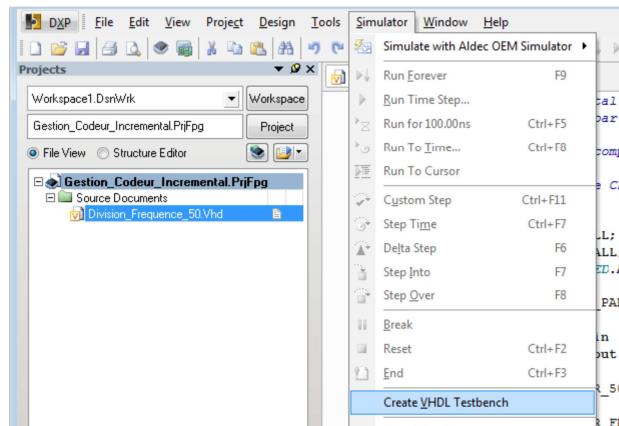 DXP File Edit View Project Design Tools Simulator Window Help
Projects
Workspace1.DsnWrk Workspace
Gestion_Codeur_Incremental.PrjFpg Project
File View Structure Editor
Gestion_Codeur_Incremental.PrjFpg
Source Documents
Division_Frequence_50.Vhd
Simulate with Aldec OEM Simulator
Run Forever F9
Run Time Step...
Run for 100.00ns Ctrl+F5
Run To Time... Ctrl+F8
Run To Cursor
Custom Step Ctrl+F11
Step Time Ctrl+F7
Delta Step F6
Step Into F7
Step Over F8
Break
Reset Ctrl+F2
End Ctrl+F3
Create VHDL Testbench